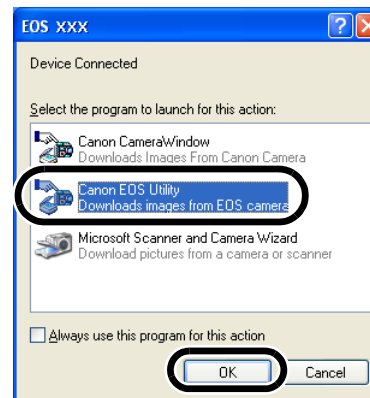 EOS XXX
Device Connected
Select the program to launch for this action:
Canon CameraWindow
Downloads Images From Canon Camera
Canon EOS Utility
Downloads images from EOS camera
Microsoft Scanner and Camera Wizard
Download pictures from a camera or scanner
Always use this program for this action
OK
Cancel